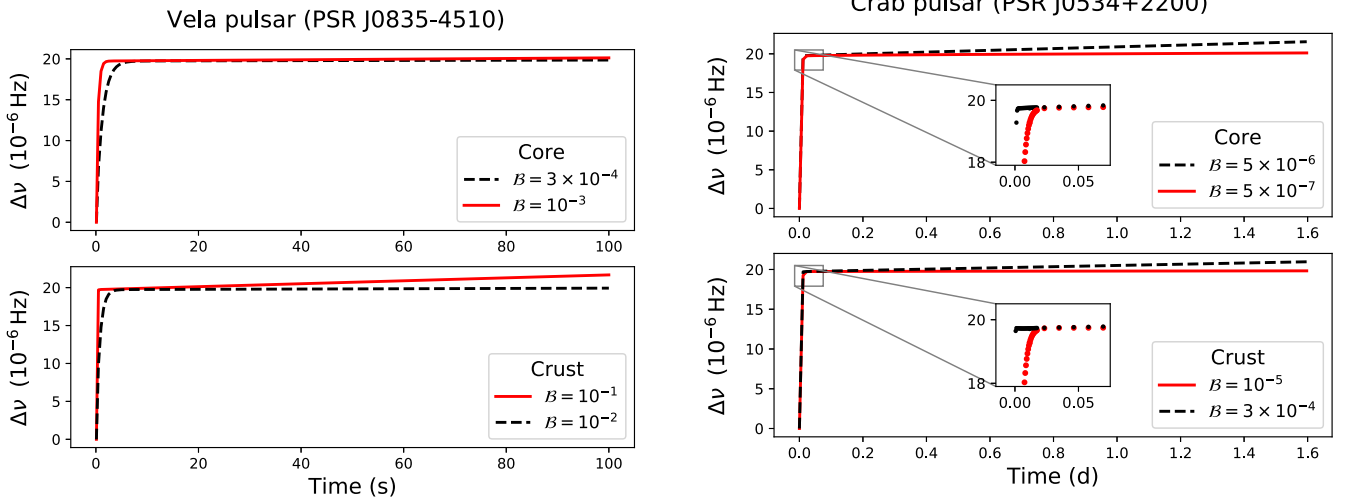 Vela pulsar (PSR J0835-4510)
Δν (10⁻⁶ Hz)
20
15
10
5
0
0 20 40 60 80 100
Core
ℬ = 3 × 10⁻⁴
ℬ = 10⁻³
Δν (10⁻⁶ Hz)
20
15
10
5
0
0 20 40 60 80 100
Crust
ℬ = 10⁻¹
ℬ = 10⁻²
Time (s)
Crab pulsar (PSR J0534+2200)
Δν (10⁻⁶ Hz)
20
15
10
5
0
0.0 0.2 0.4 0.6 0.8 1.0 1.2 1.4 1.6
20
18
0.00 0.05
Core
ℬ = 5 × 10⁻⁶
ℬ = 5 × 10⁻⁷
Δν (10⁻⁶ Hz)
20
15
10
5
0
0.0 0.2 0.4 0.6 0.8 1.0 1.2 1.4 1.6
20
18
0.00 0.05
Crust
ℬ = 10⁻⁵
ℬ = 3 × 10⁻⁴
Time (d)